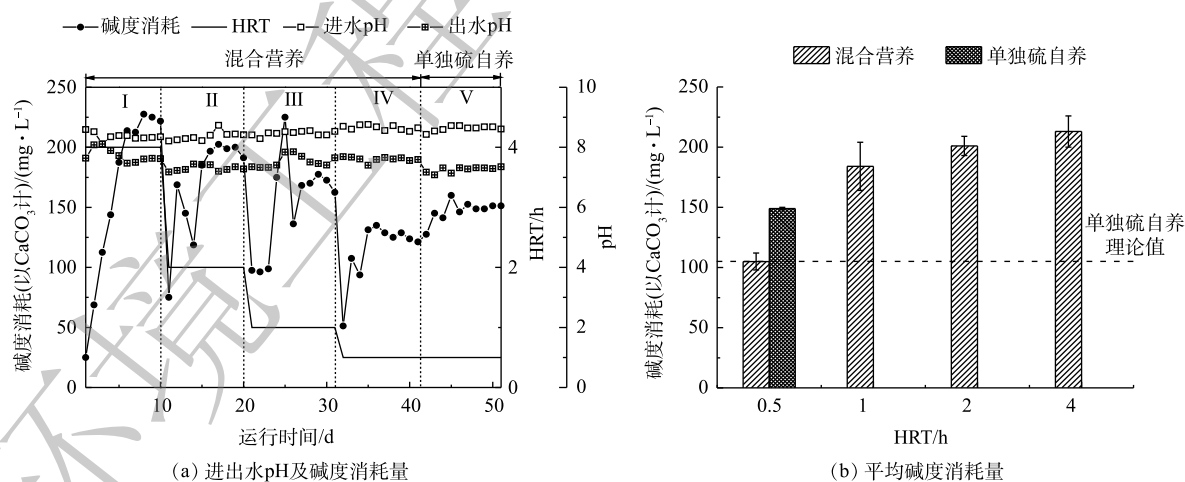 碱度消耗 HRT 进水pH 出水pH
混合营养 单独硫自养
I II III IV V
250
200
150
100
50
0
碱度消耗(以CaCO₃计)/(mg·L⁻¹)
4
2
0
HRT/h
10
8
6
4
2
0
pH
10 20 30 40 50
运行时间/d
(a) 进出水pH及碱度消耗量
混合营养 单独硫自养
250
200
150
100
50
0
碱度消耗(以CaCO₃计)/(mg·L⁻¹)
单独硫自养
理论值
0.5 1 2 4
HRT/h
(b) 平均碱度消耗量
环境工程